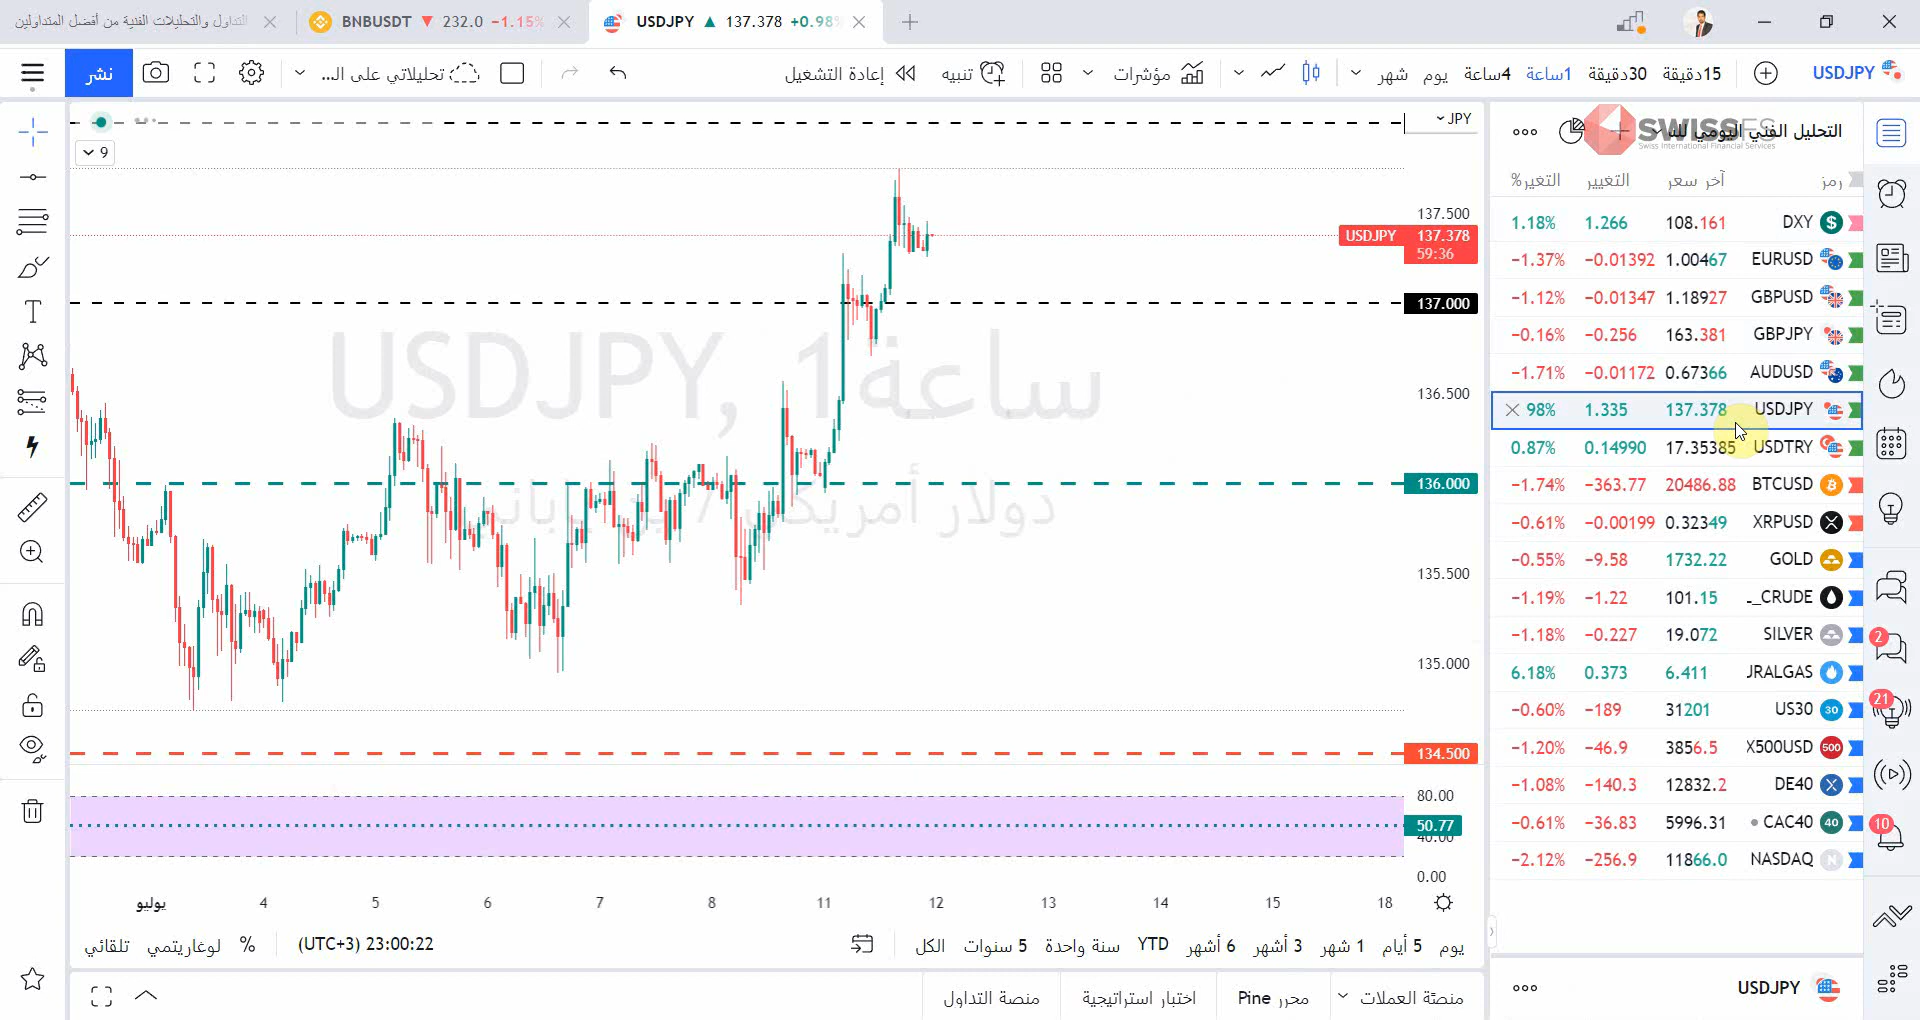 التداول والتحليلات الفنية من أفضل المتداولين
BNBUSDT ▼ 232.0 −1.15%
USDJPY ▲ 137.378 +0.98%
نشر
تحليلاتي على الـ...
إعادة التشغيل
تنبيه
مؤشرات
شهر
يوم
4ساعة
1ساعة
30دقيقة
15دقيقة
USDJPY
9
JPY
USDJPY, 1ساعة
137.500
USDJPY 137.378
59:36
137.000
136.500
136.000
135.500
135.000
134.500
80.00
50.77
40.00
0.00
يوليو 4 5 6 7 8 11 12 13 14 15 18
تلقائي
لوغاريتمي
%
23:00:22 (UTC+3)
الكل
5 سنوات
سنة واحدة
YTD
6 أشهر
3 أشهر
1 شهر
5 أيام
يوم
منصة التداول
اختبار استراتيجية
محرر Pine
منصّة العملات
SWISSFS
Swiss International Financial Services
التحليل الفني اليومي للـ
رمز آخر سعر التغيير التغير%
DXY 108.161 1.266 1.18%
EURUSD 1.00467 −0.01392 −1.37%
GBPUSD 1.18927 −0.01347 −1.12%
GBPJPY 163.381 −0.256 −0.16%
AUDUSD 0.67366 −0.01172 −1.71%
USDJPY 137.378 1.335 98%
USDTRY 17.35385 0.14990 0.87%
BTCUSD 20486.88 −363.77 −1.74%
XRPUSD 0.32349 −0.00199 −0.61%
GOLD 1732.22 −9.58 −0.55%
_CRUDE 101.15 −1.22 −1.19%
SILVER 19.072 −0.227 −1.18%
JRALGAS 6.411 0.373 6.18%
US30 31201 −189 −0.60%
X500USD 3856.5 −46.9 −1.20%
DE40 12832.2 −140.3 −1.08%
CAC40 5996.31 −36.83 −0.61%
NASDAQ 11866.0 −256.9 −2.12%
USDJPY
2
21
10